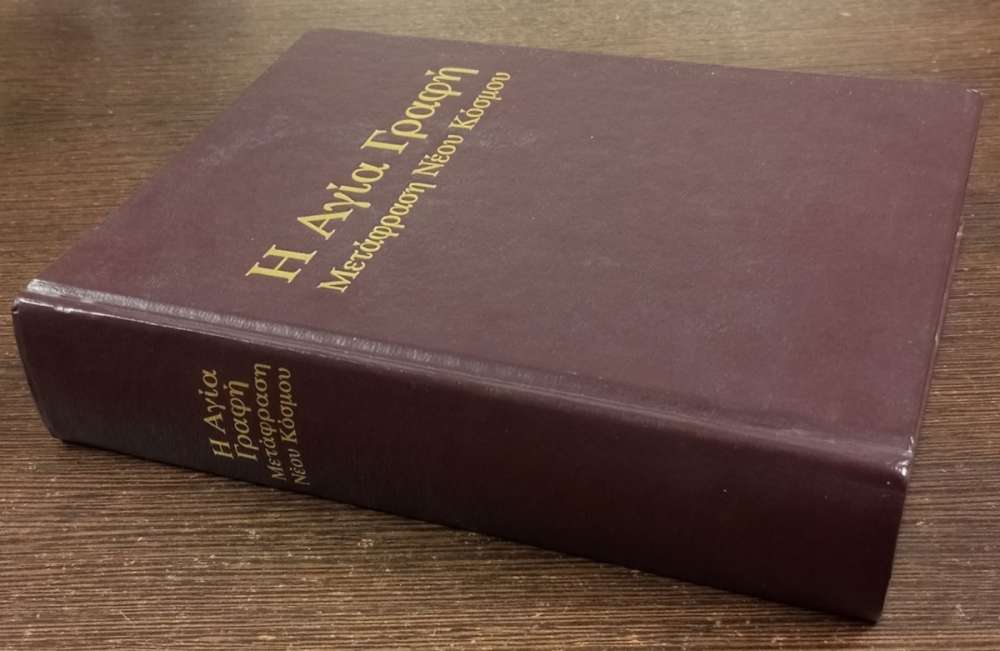 Η Αγία Γραφή
Μετάφραση Νέου Κόσμου
Η Αγία
Γραφή
Μετάφραση
Νέου Κόσμου